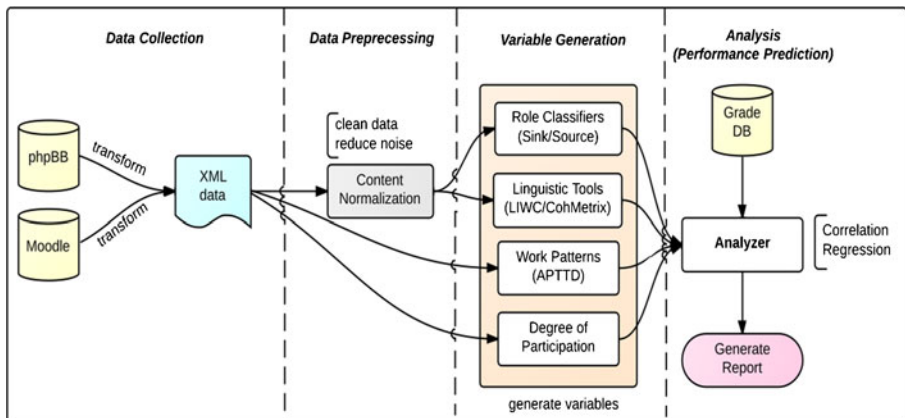 Data Collection
Data Preprecessing
Variable Generation
Analysis
(Performance Prediction)
phpBB
Moodle
transform
transform
XML
data
clean data
reduce noise
Content
Normalization
Role Classifiers
(Sink/Source)
Linguistic Tools
(LIWC/CohMetrix)
Work Patterns
(APTTD)
Degree of
Participation
generate variables
Grade
DB
Analyzer
Correlation
Regression
Generate
Report